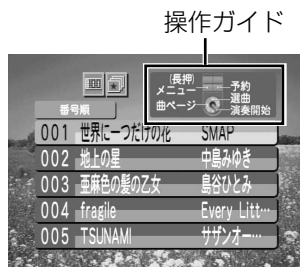 操作ガイド
(長押)
メニュー
曲ページ
予約
選曲
演奏開始
番号順
001 世界に一つだけの花 SMAP
002 地上の星 中島みゆき
003 亜麻色の髪の乙女 島谷ひとみ
004 fragile Every Litt…
005 TSUNAMI サザンオー…